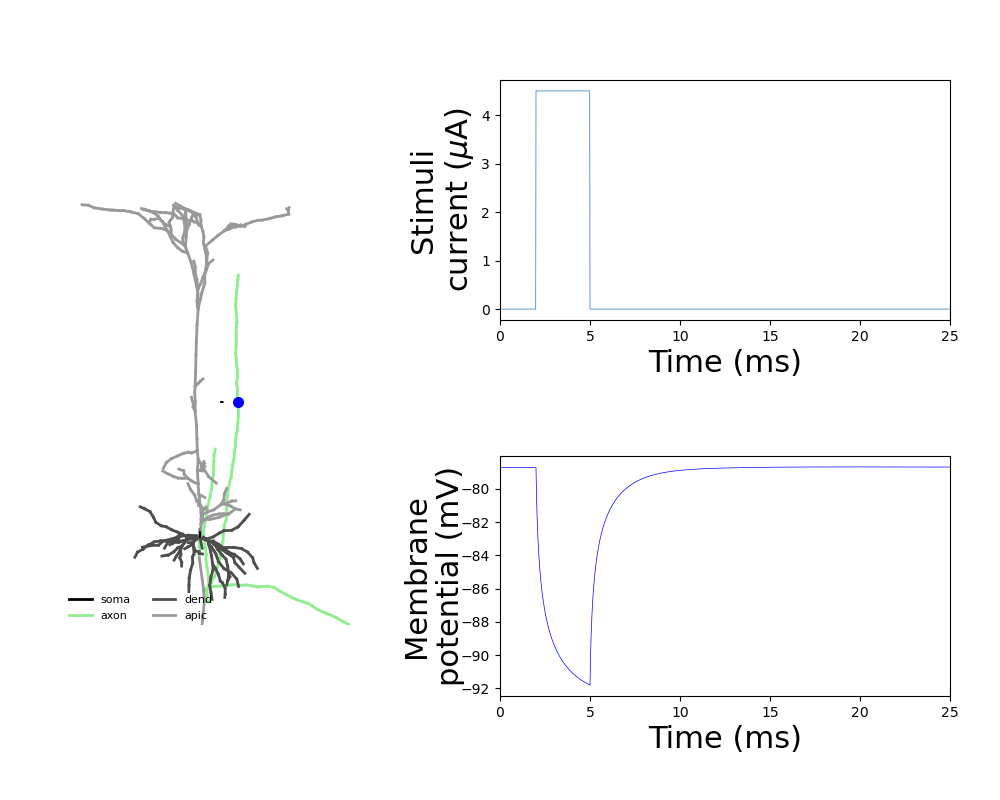 Stimuli
current (μA)
4
3
2
1
0
0 5 10 15 20 25
Time (ms)
Membrane
potential (mV)
−80
−82
−84
−86
−88
−90
−92
0 5 10 15 20 25
Time (ms)
soma dend
axon apic